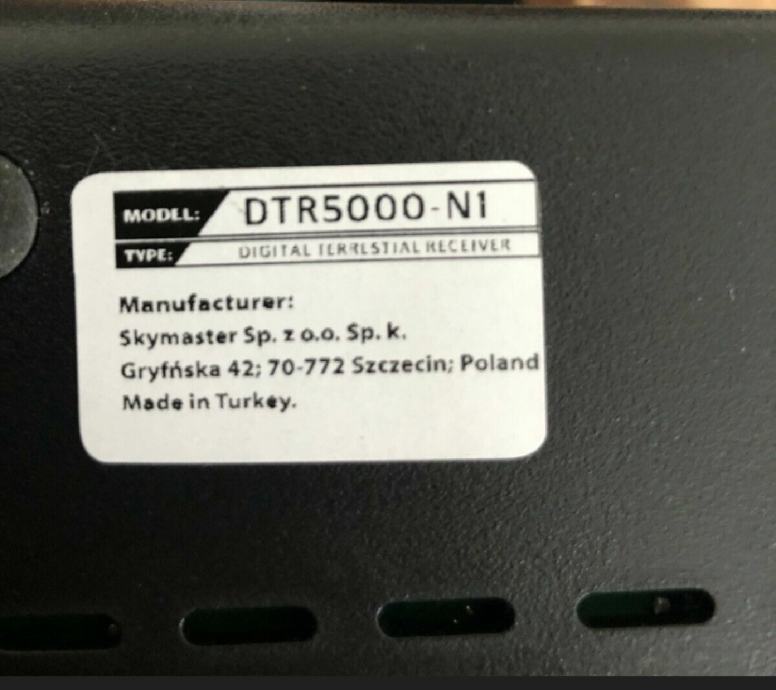 MODEL: DTR5000-N1
TYPE: DIGITAL TERRESTIAL RECEIVER
Manufacturer:
Skymaster Sp. z o.o. Sp. k.
Gryfńska 42; 70-772 Szczecin; Poland
Made in Turkey.